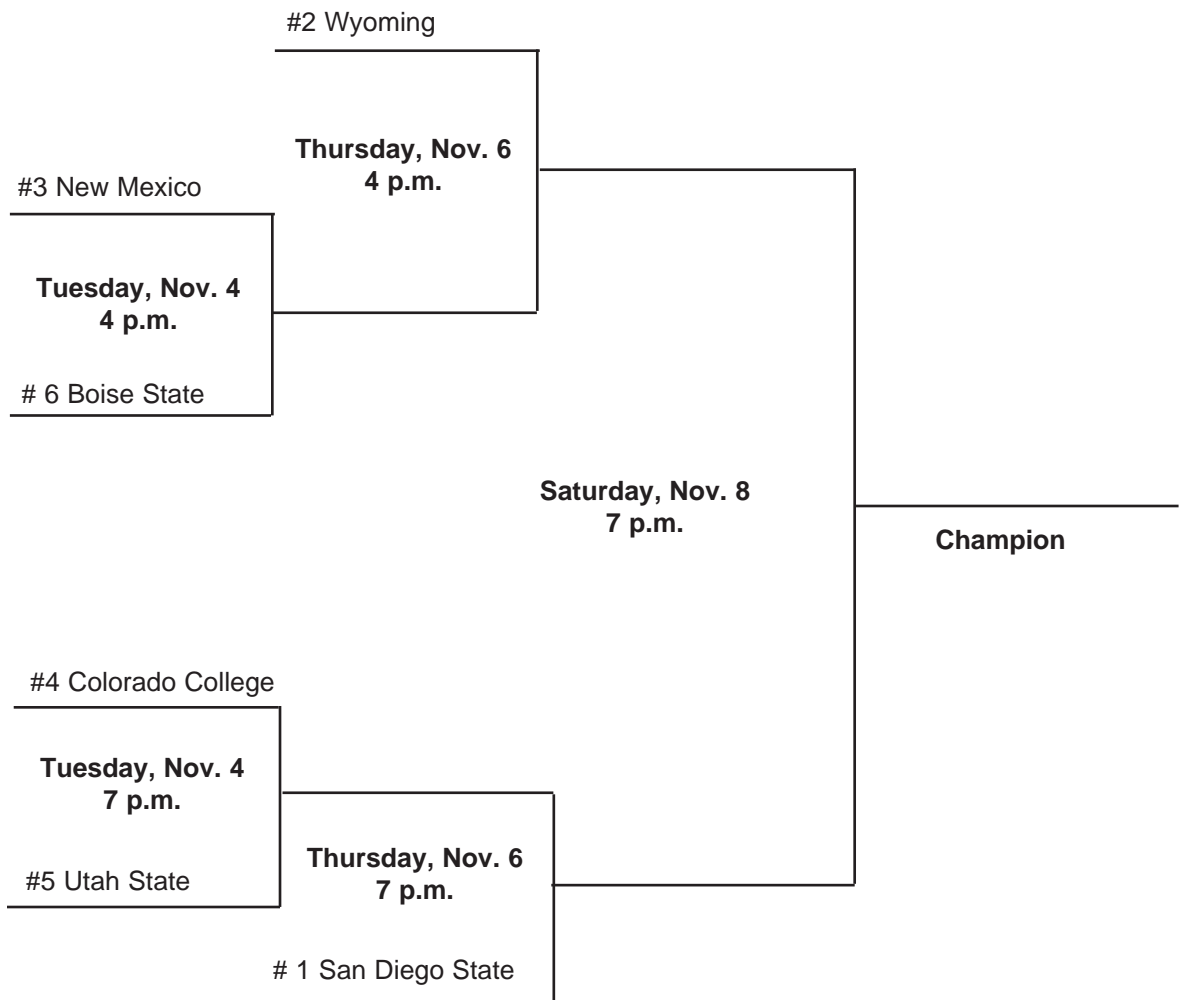 #2 Wyoming
Thursday, Nov. 6
4 p.m.
#3 New Mexico
Tuesday, Nov. 4
4 p.m.
# 6 Boise State
Saturday, Nov. 8
7 p.m.
Champion
#4 Colorado College
Tuesday, Nov. 4
7 p.m.
#5 Utah State
Thursday, Nov. 6
7 p.m.
# 1 San Diego State